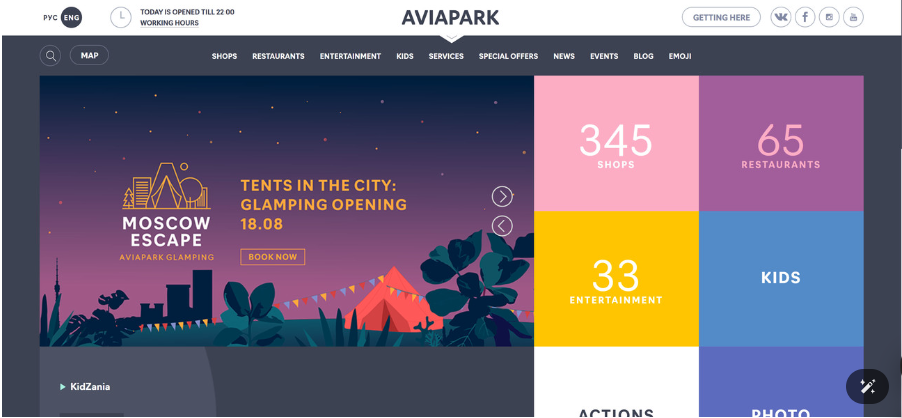 РУС ENG
TODAY IS OPENED TILL 22 00
WORKING HOURS
AVIAPARK
GETTING HERE
MAP
SHOPS RESTAURANTS ENTERTAINMENT KIDS SERVICES SPECIAL OFFERS NEWS EVENTS BLOG EMOJI
MOSCOW
ESCAPE
AVIAPARK GLAMPING
TENTS IN THE CITY:
GLAMPING OPENING
18.08
BOOK NOW
345
SHOPS
65
RESTAURANTS
33
ENTERTAINMENT
KIDS
KidZania
ACTIONS
PHOTO